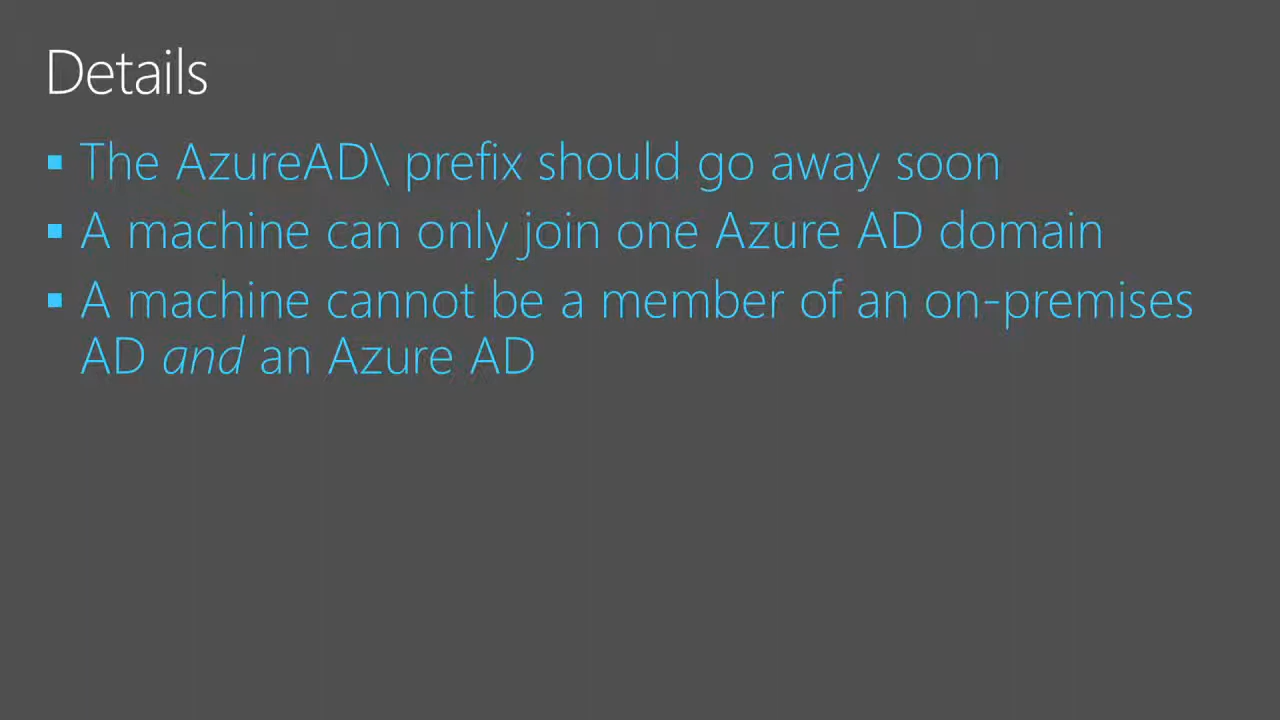 Details
▪ The AzureAD\ prefix should go away soon
▪ A machine can only join one Azure AD domain
▪ A machine cannot be a member of an on-premises
AD and an Azure AD